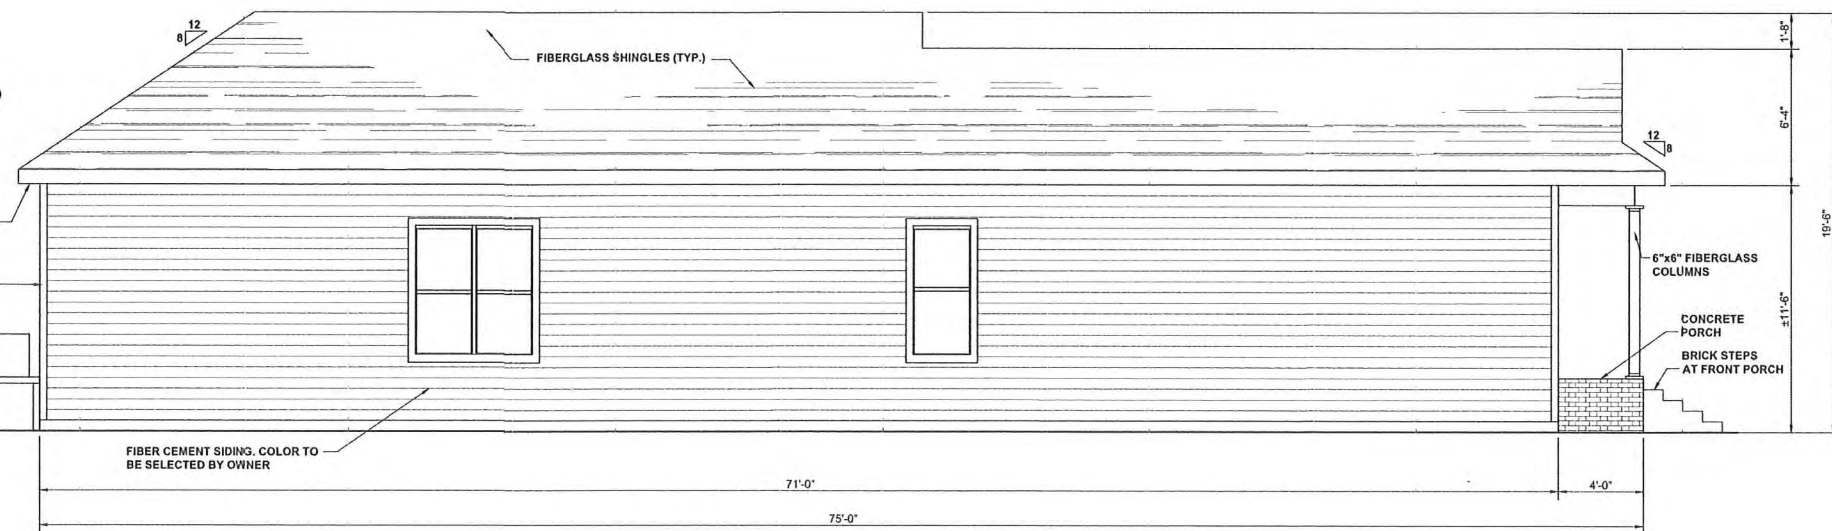 12
8
FIBERGLASS SHINGLES (TYP.)
1'-8"
6'-4"
12
8
19'-6"
6"x6" FIBERGLASS
COLUMNS
±11'-6"
CONCRETE
PORCH
BRICK STEPS
AT FRONT PORCH
FIBER CEMENT SIDING. COLOR TO
BE SELECTED BY OWNER
71'-0"
4'-0"
75'-0"